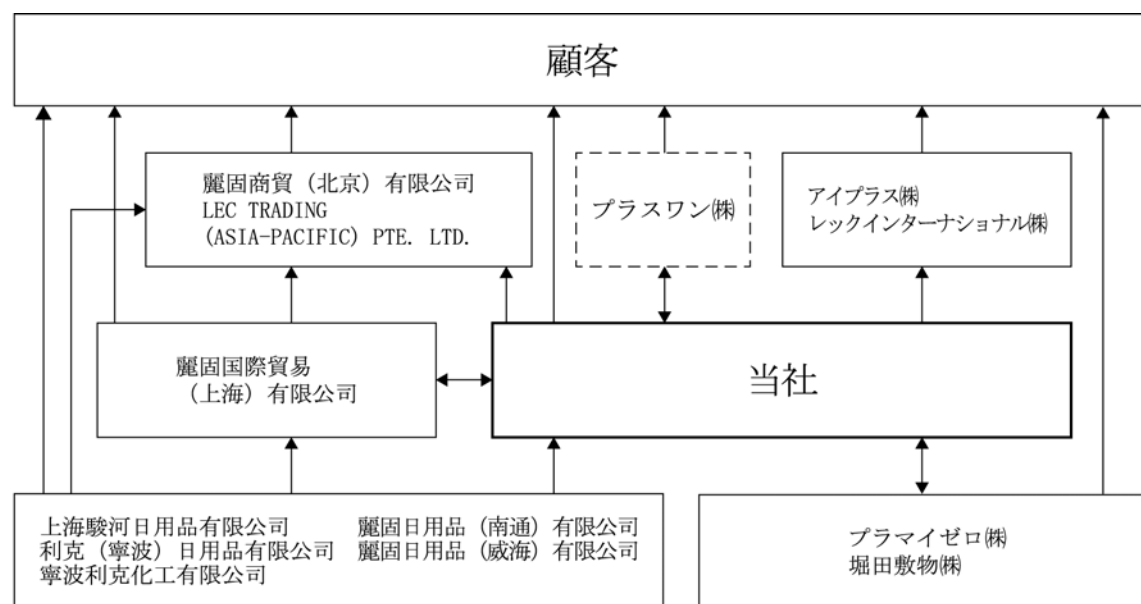 顧客
麗固商貿（北京）有限公司
LEC TRADING
(ASIA-PACIFIC) PTE. LTD.
プラスワン㈱
アイプラス㈱
レックインターナショナル㈱
麗固国際貿易
（上海）有限公司
当社
上海駿河日用品有限公司
利克（寧波）日用品有限公司
寧波利克化工有限公司
麗固日用品（南通）有限公司
麗固日用品（威海）有限公司
プラマイゼロ㈱
堀田敷物㈱